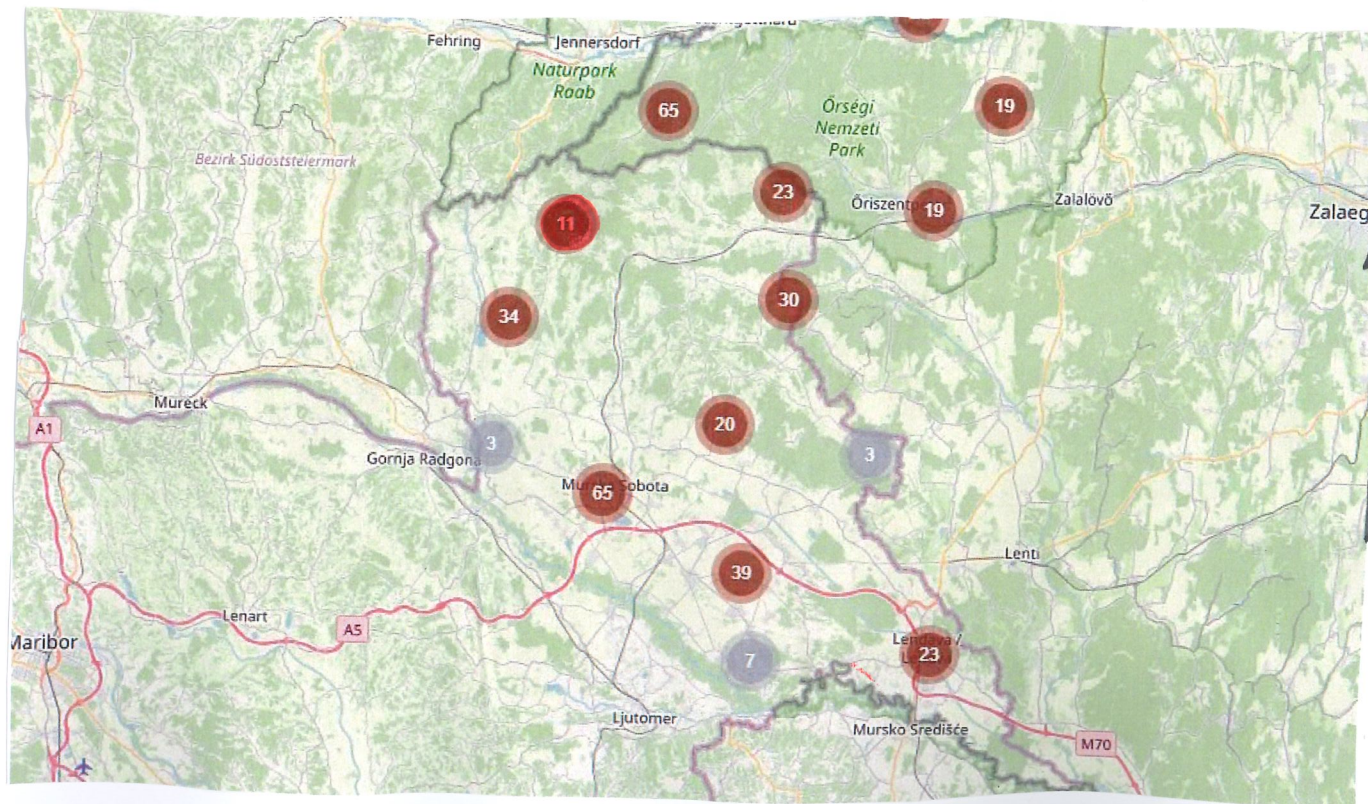 Fehring
Jennersdorf
Naturpark
Raab
65
Őrségi
Nemzeti
Park
19
Bezirk Südoststeiermark
23
Őriszentp
19
Zalalövő
Zalaeg
11
30
34
Mureck
A1
20
3
3
Gornja Radgona
65
Sobota
39
Lenti
Lenart
A5
Maribor
Lendava /
23
7
Ljutomer
Mursko Središće
M70